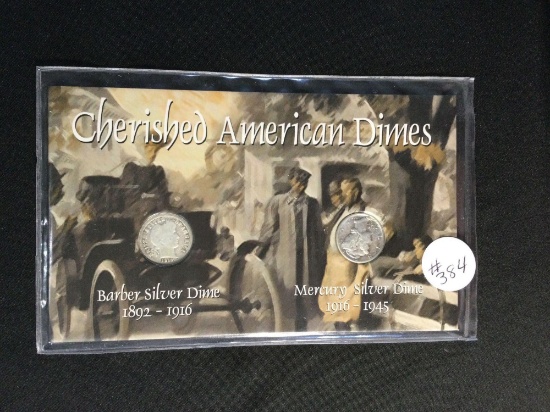 Cherished American Dimes
Barber Silver Dime
1892 - 1916
Mercury Silver Dime
1916 - 1945
#384